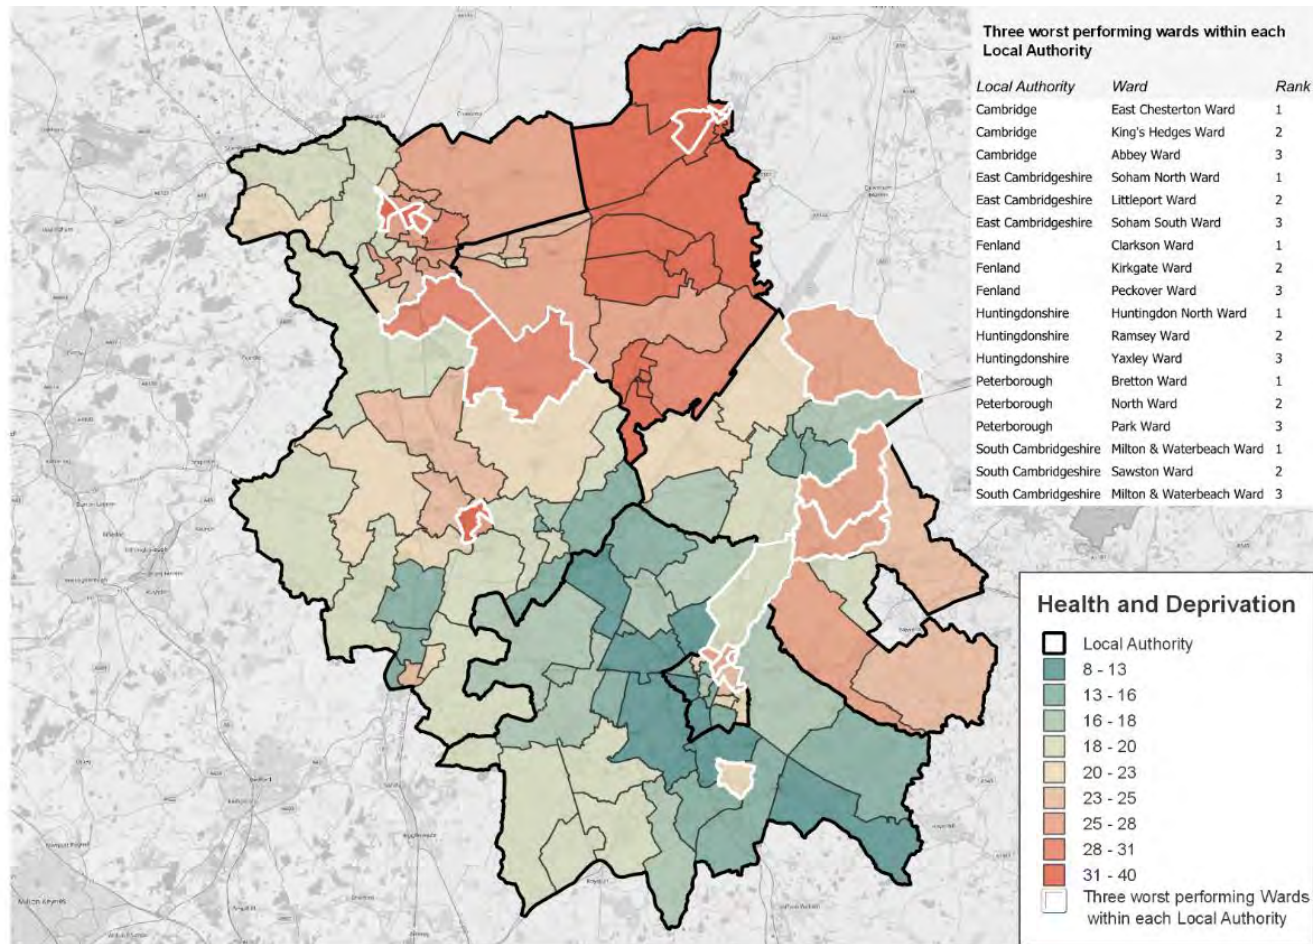 Three worst performing wards within each
Local Authority
Local Authority Ward Rank
Cambridge East Chesterton Ward 1
Cambridge King's Hedges Ward 2
Cambridge Abbey Ward 3
East Cambridgeshire Soham North Ward 1
East Cambridgeshire Littleport Ward 2
East Cambridgeshire Soham South Ward 3
Fenland Clarkson Ward 1
Fenland Kirkgate Ward 2
Fenland Peckover Ward 3
Huntingdonshire Huntingdon North Ward 1
Huntingdonshire Ramsey Ward 2
Huntingdonshire Yaxley Ward 3
Peterborough Bretton Ward 1
Peterborough North Ward 2
Peterborough Park Ward 3
South Cambridgeshire Milton & Waterbeach Ward 1
South Cambridgeshire Sawston Ward 2
South Cambridgeshire Milton & Waterbeach Ward 3
Health and Deprivation
Local Authority
8 - 13
13 - 16
16 - 18
18 - 20
20 - 23
23 - 25
25 - 28
28 - 31
31 - 40
Three worst performing Wards
within each Local Authority
Milton Keynes